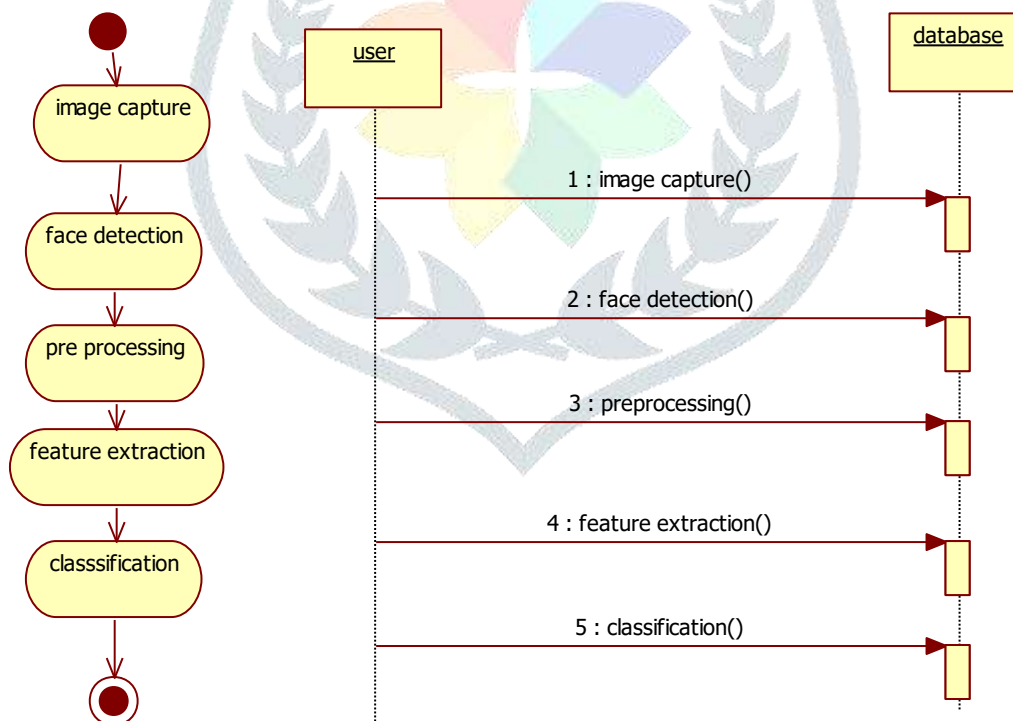 image capture
face detection
pre processing
feature extraction
classsification
user
database
1 : image capture()
2 : face detection()
3 : preprocessing()
4 : feature extraction()
5 : classification()